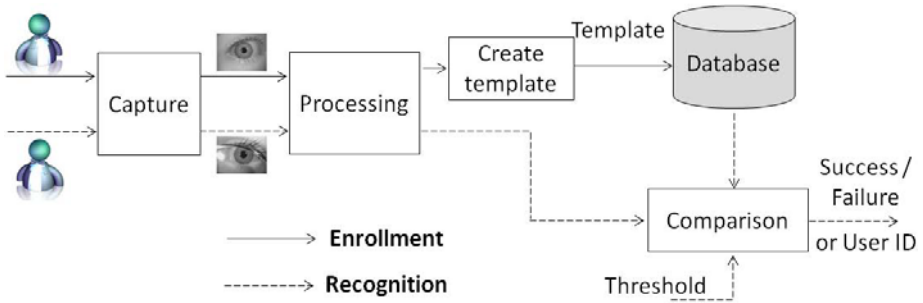 Capture
Processing
Create
template
Template
Database
Comparison
Success /
Failure
or User ID
Threshold
Enrollment
Recognition